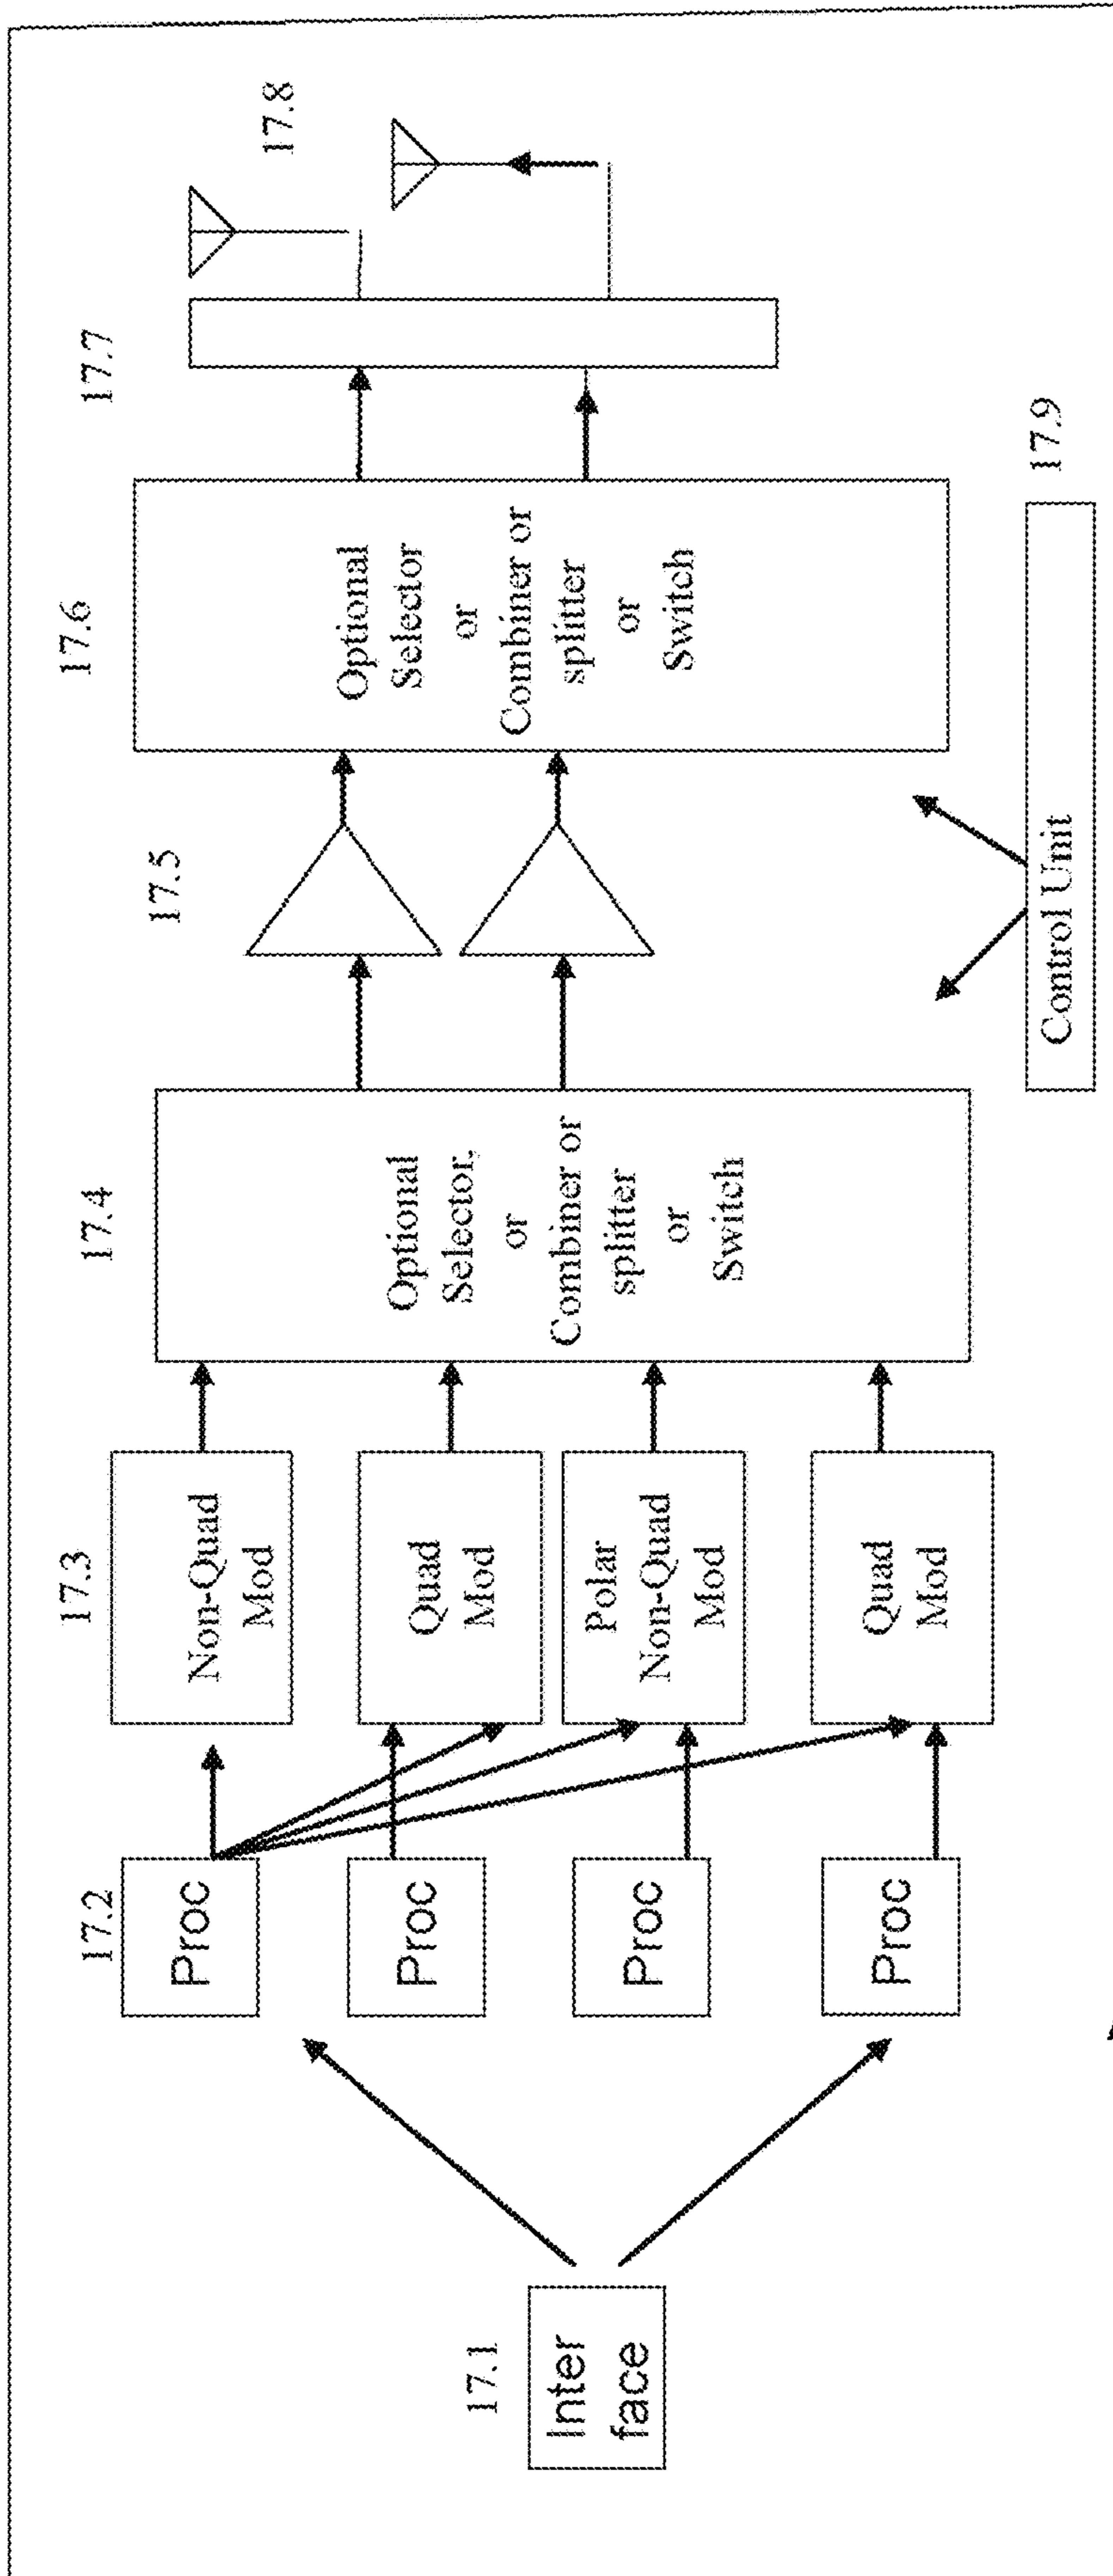 17.1
Inter
face
17.2
Proc
Proc
Proc
Proc
17.3
Non-Quad
Mod
Quad
Mod
Polar
Non-Quad
Mod
Quad
Mod
17.4
Optional
Selector,
or
Combiner or
splitter
or
Switch
17.5
17.6
Optional
Selector
or
Combiner or
splitter
or
Switch
17.7
17.8
Control Unit
17.9